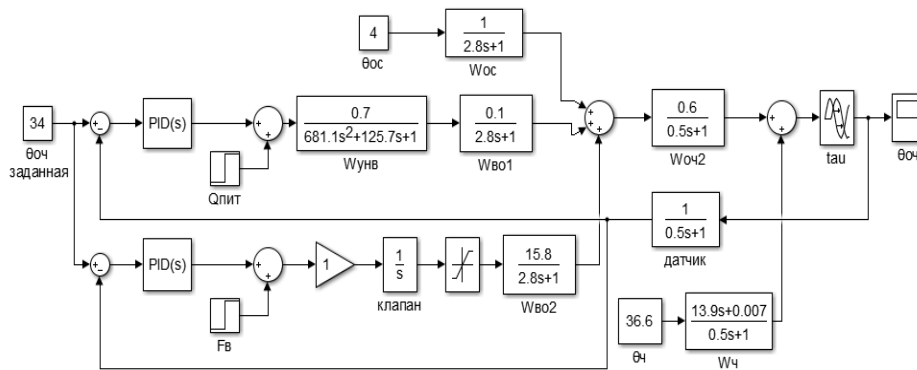 4
θос
1
2.8s+1
Wос
34
θоч
заданная
+
-
PID(s)
+
+
Qпит
0.7
681.1s²+125.7s+1
Wунв
0.1
2.8s+1
Wво1
+
+
+
0.6
0.5s+1
Wоч2
+
+
tau
θоч
1
0.5s+1
датчик
+
-
PID(s)
+
+
Fв
1
1
s
клапан
15.8
2.8s+1
Wво2
36.6
θч
13.9s+0.007
0.5s+1
Wч